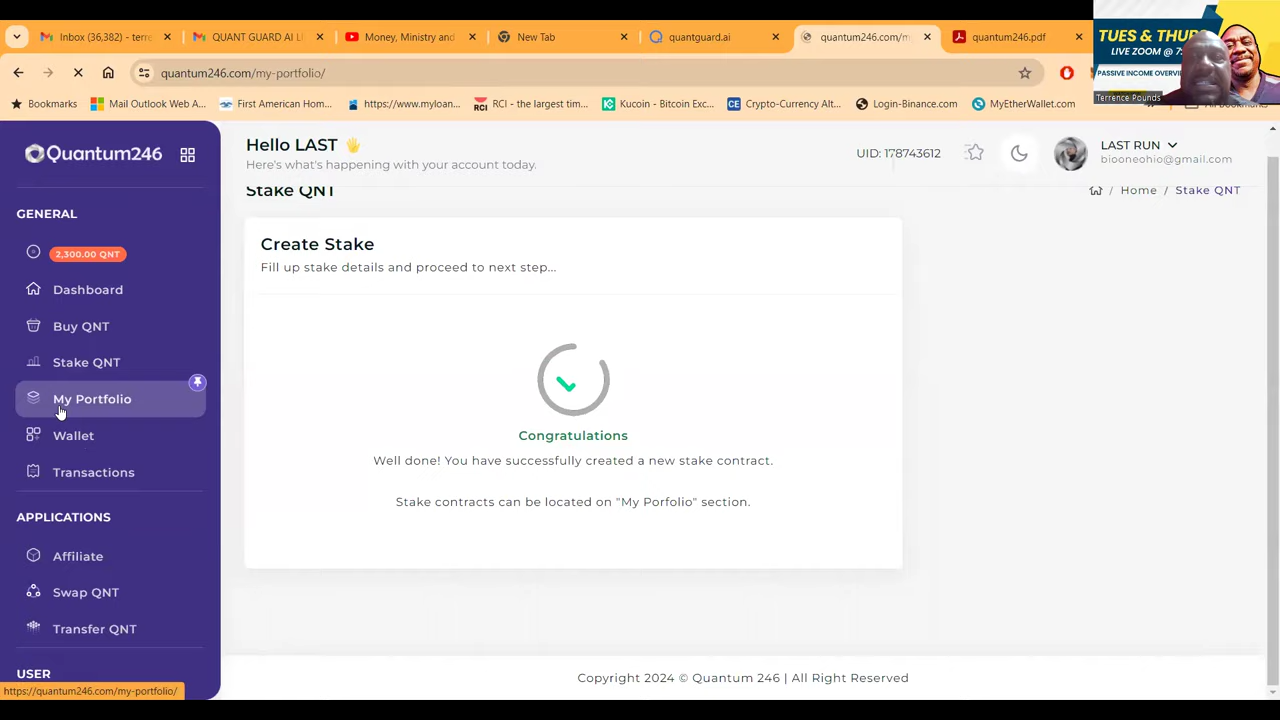 Inbox (36,382) - terre
QUANT GUARD AI L
Money, Ministry and
New Tab
quantguard.ai
quantum246.com/my
quantum246.pdf
quantum246.com/my-portfolio/
Bookmarks
Mail Outlook Web A...
First American Hom...
https://www.myloan...
RCI - the largest tim...
Kucoin - Bitcoin Exc...
Crypto-Currency Alt...
Login-Binance.com
MyEtherWallet.com
TUES & THUR
LIVE ZOOM @ 7:
PASSIVE INCOME OVERVI
Terrence Pounds
Quantum246
GENERAL
2,300.00 QNT
Dashboard
Buy QNT
Stake QNT
My Portfolio
Wallet
Transactions
APPLICATIONS
Affiliate
Swap QNT
Transfer QNT
USER
https://quantum246.com/my-portfolio/
Hello LAST 🖐
Here's what's happening with your account today.
UID: 178743612
LAST RUN
biooneohio@gmail.com
Stake QNT
Home / Stake QNT
Create Stake
Fill up stake details and proceed to next step...
Congratulations
Well done! You have successfully created a new stake contract.
Stake contracts can be located on "My Porfolio" section.
Copyright 2024 © Quantum 246 | All Right Reserved